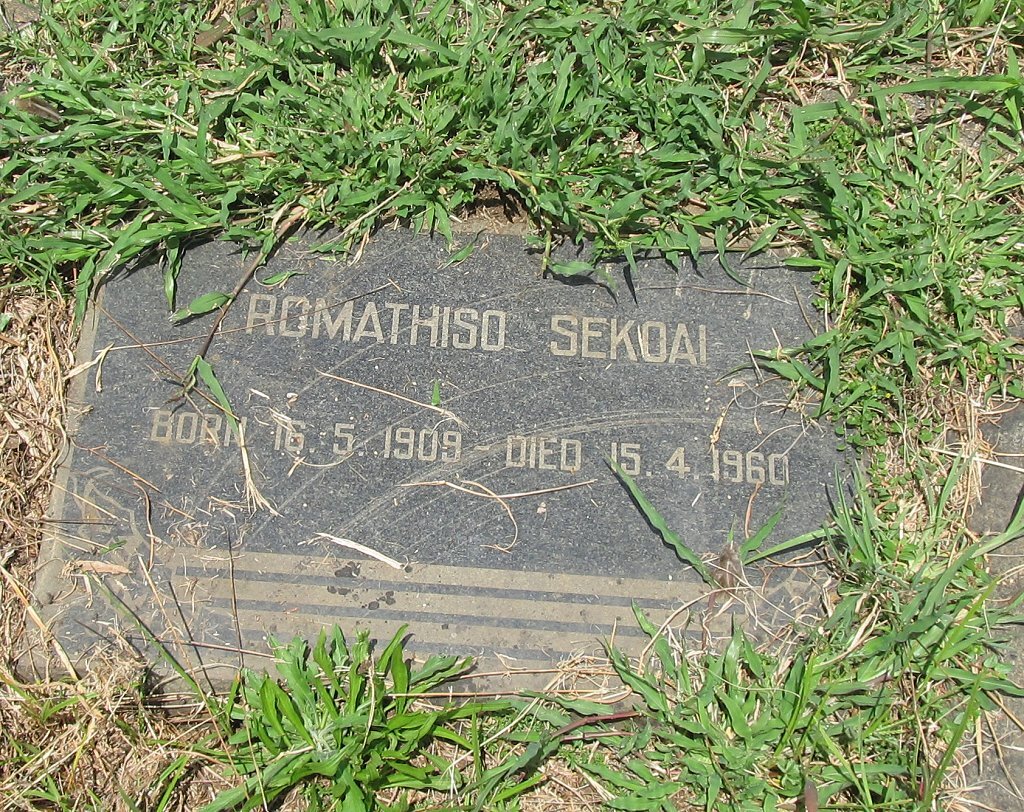 ROMATHISO SEKOAI
BORN 16. 5. 1909 - DIED 15. 4. 1960